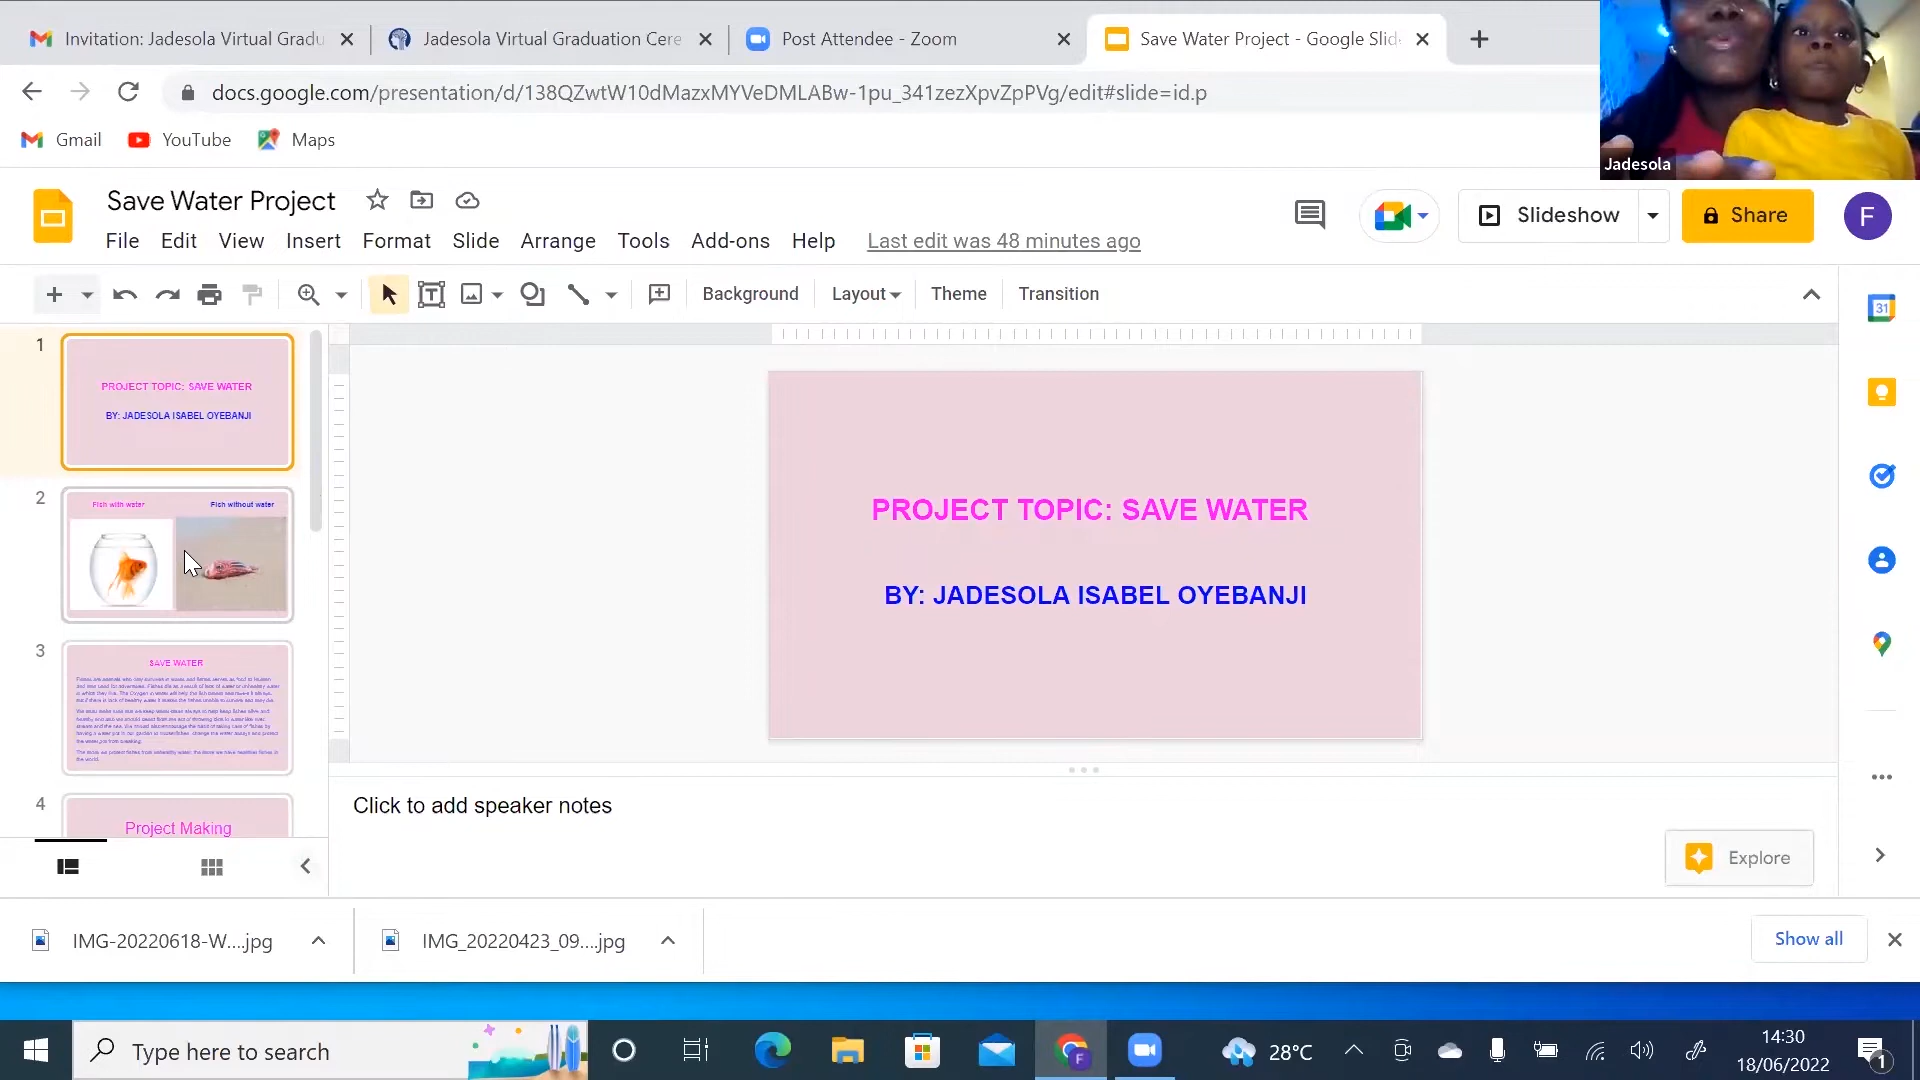 Invitation: Jadesola Virtual Gradu
Jadesola Virtual Graduation Cere
Post Attendee - Zoom
Save Water Project - Google Slid
docs.google.com/presentation/d/138QZwtW10dMazxMYVeDMLABw-1pu_341zezXpvZpPVg/edit#slide=id.p
Gmail
YouTube
Maps
Jadesola
Save Water Project
File Edit View Insert Format Slide Arrange Tools Add-ons Help
Last edit was 48 minutes ago
Slideshow
Share
F
Background
Layout
Theme
Transition
31
1
PROJECT TOPIC: SAVE WATER
BY: JADESOLA ISABEL OYEBANJI
2
Fish with water
Fish without water
3
SAVE WATER
4
Project Making
PROJECT TOPIC: SAVE WATER
BY: JADESOLA ISABEL OYEBANJI
Click to add speaker notes
Explore
IMG-20220618-W....jpg
IMG_20220423_09....jpg
Show all
Type here to search
F
28°C
14:30
18/06/2022
1